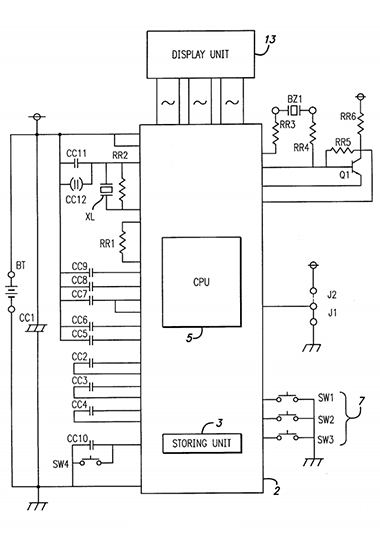 13
DISPLAY UNIT
BZ1
RR3
RR4
RR6
RR5
Q1
CC11
RR2
CC12
XL
RR1
CC9
CC8
CC7
CC6
CC5
CPU
5
BT
CC1
J2
J1
CC2
CC3
CC4
CC10
SW4
3
STORING UNIT
SW1
SW2
SW3
7
2